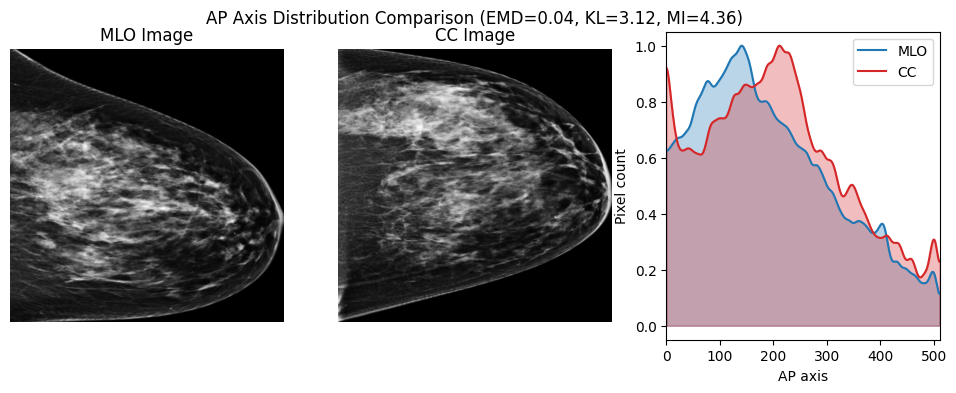 AP Axis Distribution Comparison (EMD=0.04, KL=3.12, MI=4.36)
MLO Image
CC Image
MLO
CC
Pixel count
1.0
0.8
0.6
0.4
0.2
0.0
0 100 200 300 400 500
AP axis